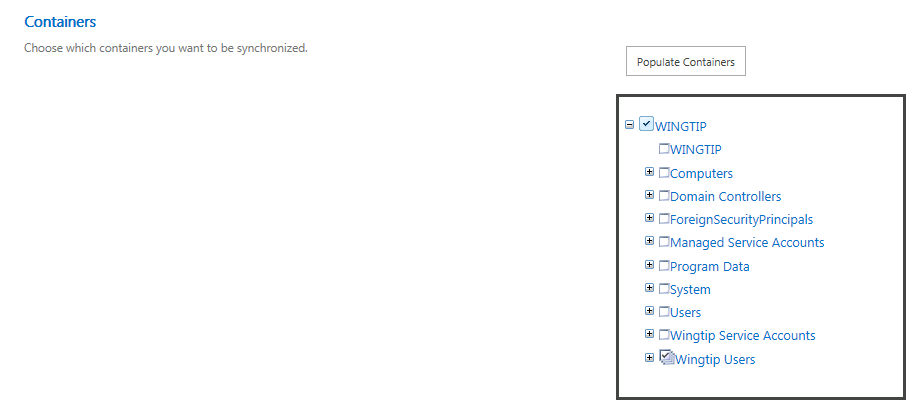 Containers
Choose which containers you want to be synchronized.
Populate Containers
WINGTIP
WINGTIP
Computers
Domain Controllers
ForeignSecurityPrincipals
Managed Service Accounts
Program Data
System
Users
Wingtip Service Accounts
Wingtip Users